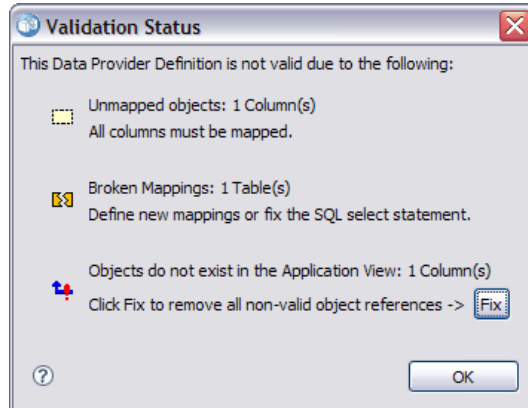 Validation Status
This Data Provider Definition is not valid due to the following:
Unmapped objects: 1 Column(s)
All columns must be mapped.
Broken Mappings: 1 Table(s)
Define new mappings or fix the SQL select statement.
Objects do not exist in the Application View: 1 Column(s)
Click Fix to remove all non-valid object references -> Fix
? OK